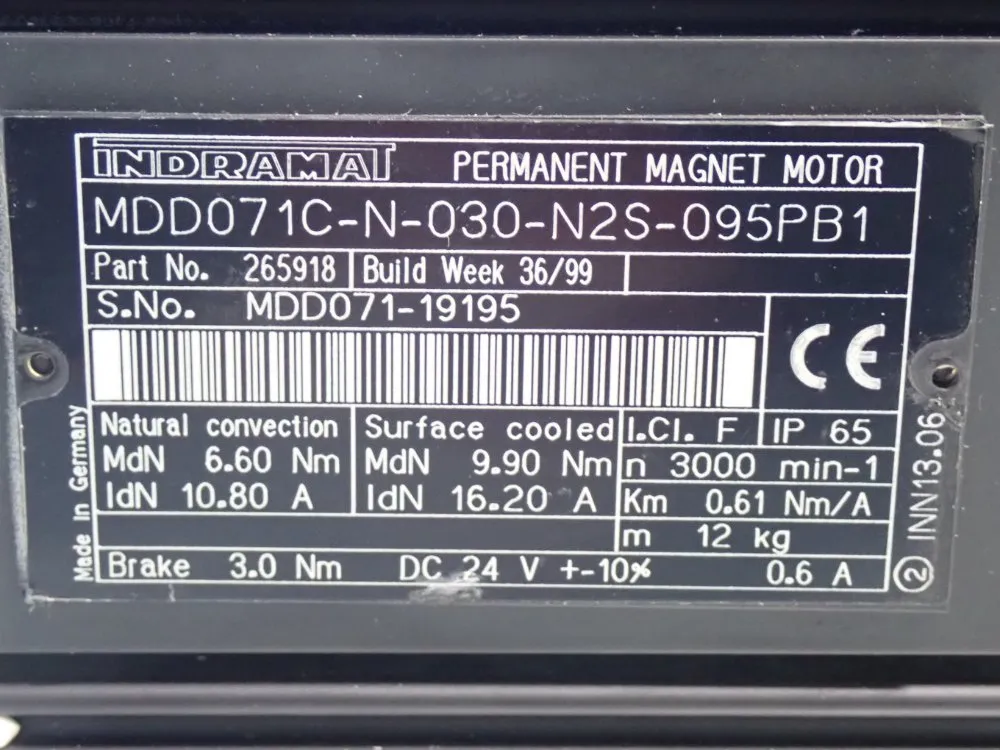 INDRAMAT PERMANENT MAGNET MOTOR
MDD071C-N-030-N2S-095PB1
Part No. 265918 Build Week 36/99
S.No. MDD071-19195
CE
Natural convection Surface cooled I.Cl. F IP 65
MdN 6.60 Nm MdN 9.90 Nm n 3000 min-1
IdN 10.80 A IdN 16.20 A Km 0.61 Nm/A
m 12 kg
Brake 3.0 Nm DC 24 V +-10% 0.6 A
Made in Germany
2 INN13.06